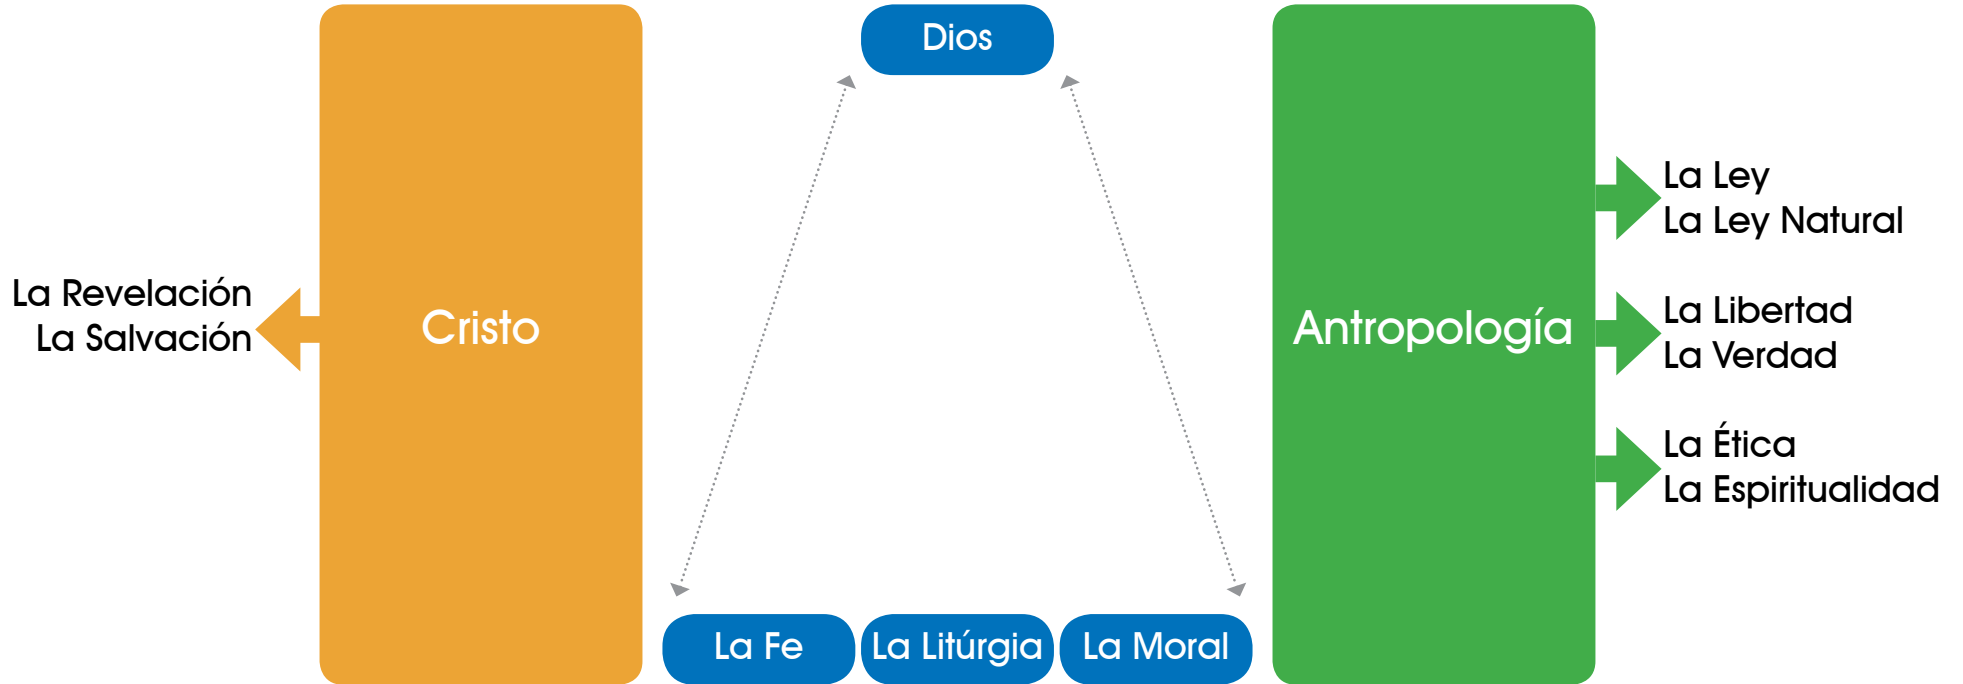 Dios
La Revelación
La Salvación
Cristo
Antropología
La Ley
La Ley Natural
La Libertad
La Verdad
La Ética
La Espiritualidad
La Fe
La Litúrgia
La Moral